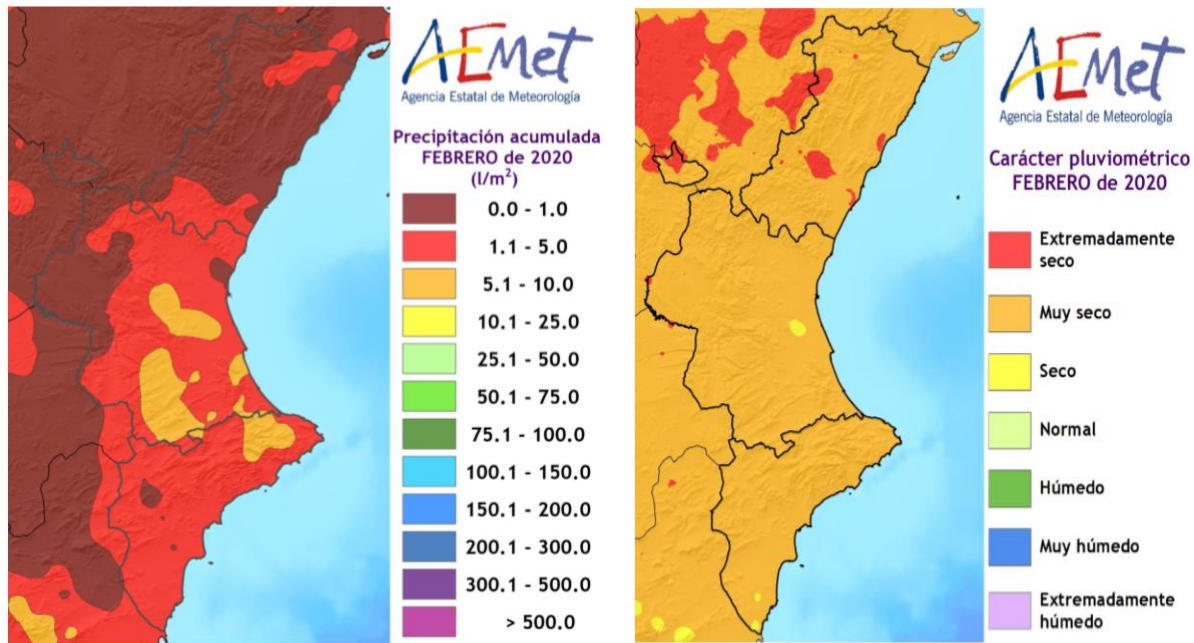 AEMet
Agencia Estatal de Meteorología
Precipitación acumulada
FEBRERO de 2020
(l/m²)
0.0 - 1.0
1.1 - 5.0
5.1 - 10.0
10.1 - 25.0
25.1 - 50.0
50.1 - 75.0
75.1 - 100.0
100.1 - 150.0
150.1 - 200.0
200.1 - 300.0
300.1 - 500.0
> 500.0
AEMet
Agencia Estatal de Meteorología
Carácter pluviométrico
FEBRERO de 2020
Extremadamente
seco
Muy seco
Seco
Normal
Húmedo
Muy húmedo
Extremadamente
húmedo